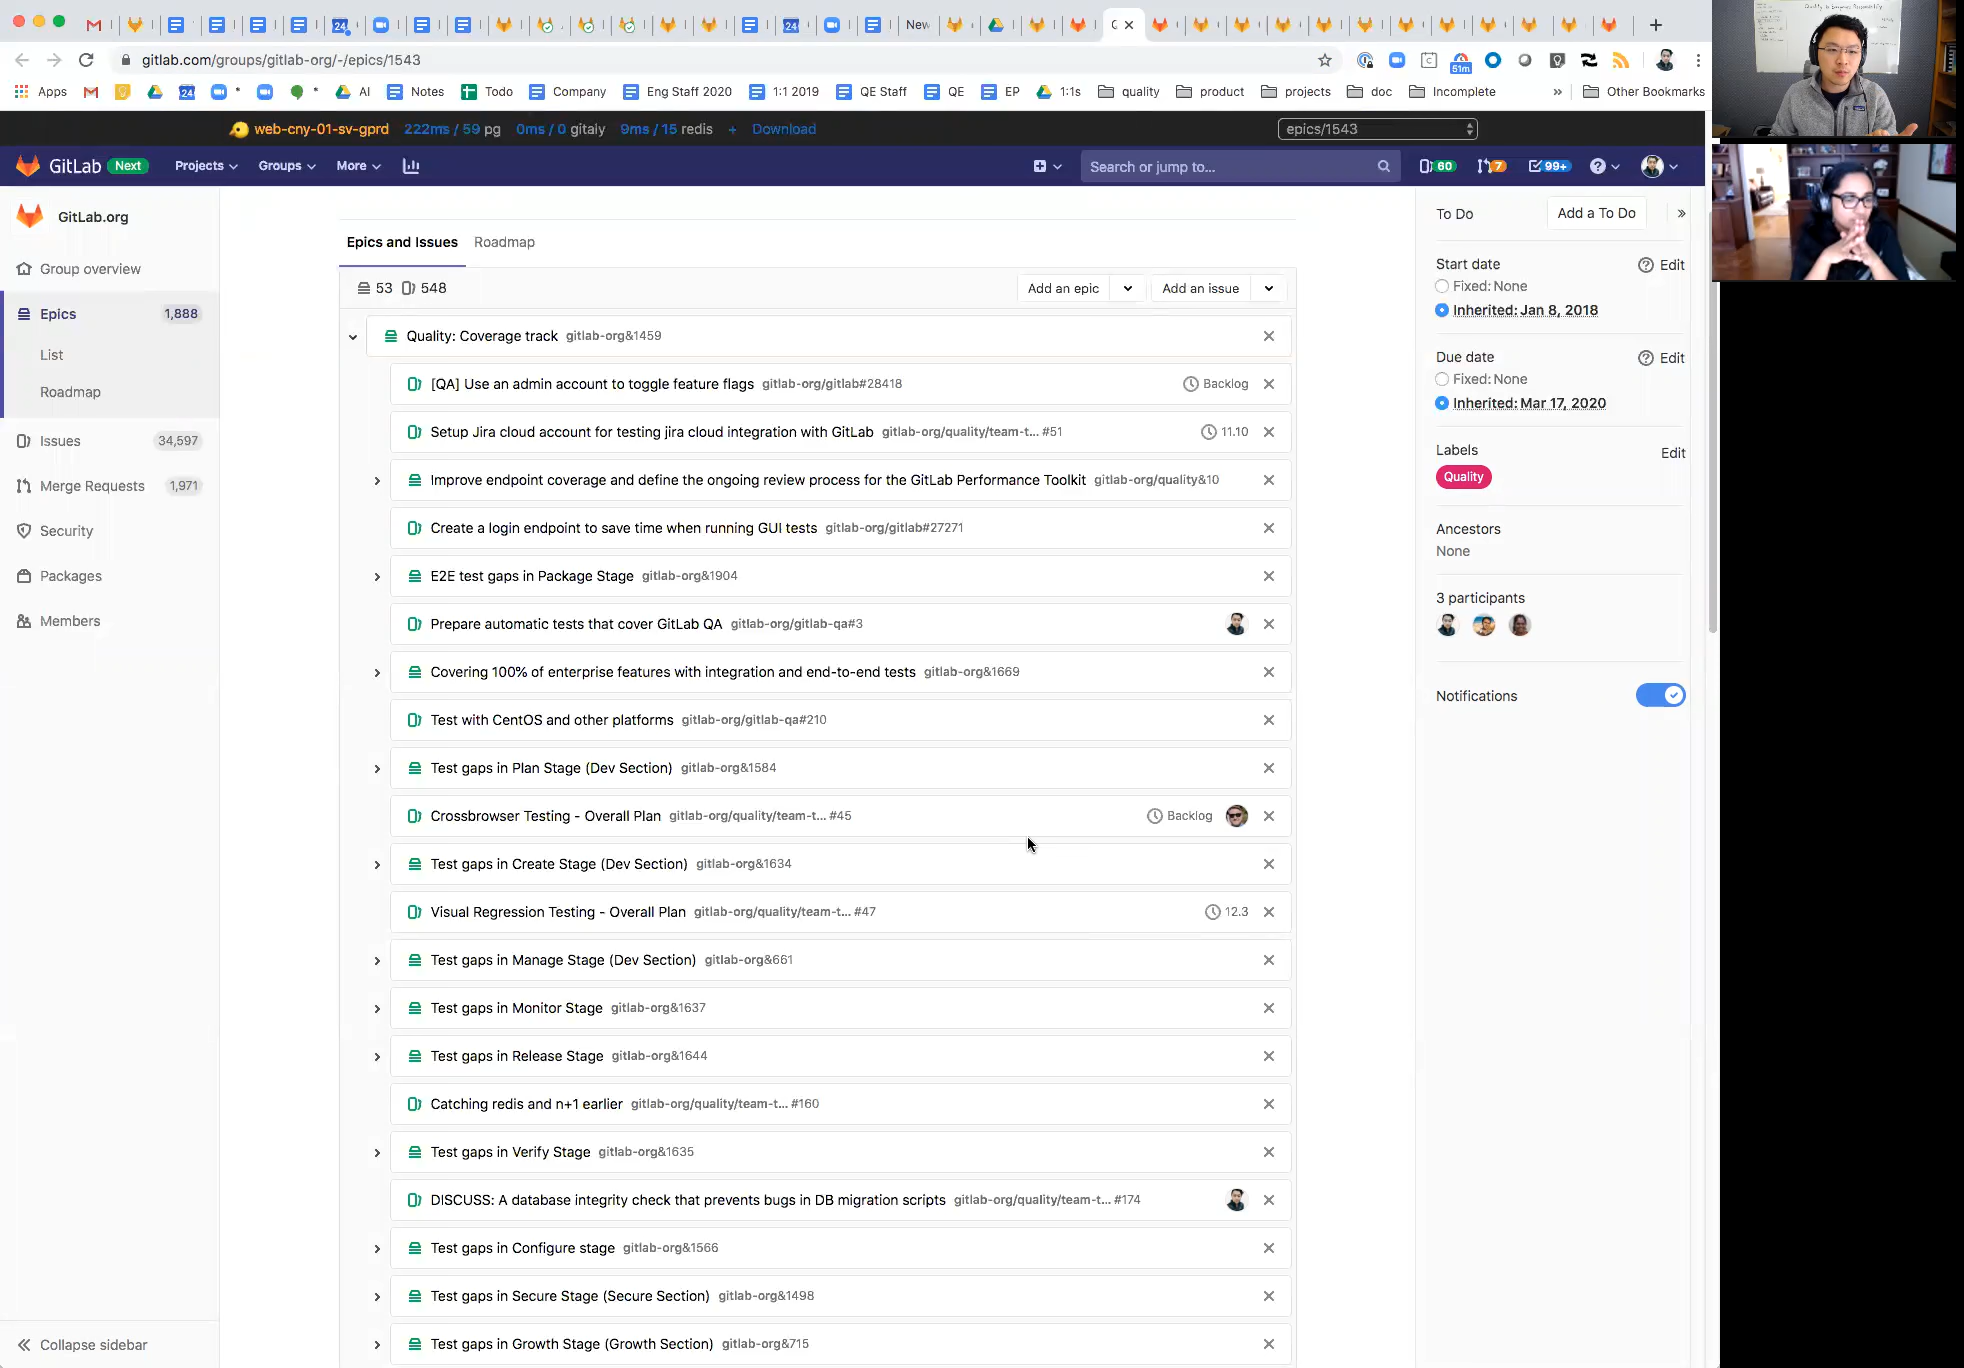 24
24
New
gitlab.com/groups/gitlab-org/-/epics/1543
51m
Apps
24
*
*
AI
Notes
Todo
Company
Eng Staff 2020
1:1 2019
QE Staff
QE
EP
1:1s
quality
product
projects
doc
Incomplete
»
Other Bookmarks
web-cny-01-sv-gprd 222ms / 59 pg 0ms / 0 gitaly 9ms / 15 redis + Download
epics/1543
GitLab Next Projects Groups More
Search or jump to...
60
7
99+
GitLab.org
Group overview
Epics 1,888
List
Roadmap
Issues 34,597
Merge Requests 1,971
Security
Packages
Members
Collapse sidebar
Epics and Issues Roadmap
53 548
Add an epic
Add an issue
Quality: Coverage track gitlab-org&1459
[QA] Use an admin account to toggle feature flags gitlab-org/gitlab#28418 Backlog
Setup Jira cloud account for testing jira cloud integration with GitLab gitlab-org/quality/team-t... #51 11.10
Improve endpoint coverage and define the ongoing review process for the GitLab Performance Toolkit gitlab-org/quality&10
Create a login endpoint to save time when running GUI tests gitlab-org/gitlab#27271
E2E test gaps in Package Stage gitlab-org&1904
Prepare automatic tests that cover GitLab QA gitlab-org/gitlab-qa#3
Covering 100% of enterprise features with integration and end-to-end tests gitlab-org&1669
Test with CentOS and other platforms gitlab-org/gitlab-qa#210
Test gaps in Plan Stage (Dev Section) gitlab-org&1584
Crossbrowser Testing - Overall Plan gitlab-org/quality/team-t... #45 Backlog
Test gaps in Create Stage (Dev Section) gitlab-org&1634
Visual Regression Testing - Overall Plan gitlab-org/quality/team-t... #47 12.3
Test gaps in Manage Stage (Dev Section) gitlab-org&661
Test gaps in Monitor Stage gitlab-org&1637
Test gaps in Release Stage gitlab-org&1644
Catching redis and n+1 earlier gitlab-org/quality/team-t... #160
Test gaps in Verify Stage gitlab-org&1635
DISCUSS: A database integrity check that prevents bugs in DB migration scripts gitlab-org/quality/team-t... #174
Test gaps in Configure stage gitlab-org&1566
Test gaps in Secure Stage (Secure Section) gitlab-org&1498
Test gaps in Growth Stage (Growth Section) gitlab-org&715
To Do
Add a To Do
»
Start date Edit
Fixed: None
Inherited: Jan 8, 2018
Due date Edit
Fixed: None
Inherited: Mar 17, 2020
Labels Edit
Quality
Ancestors
None
3 participants
Notifications